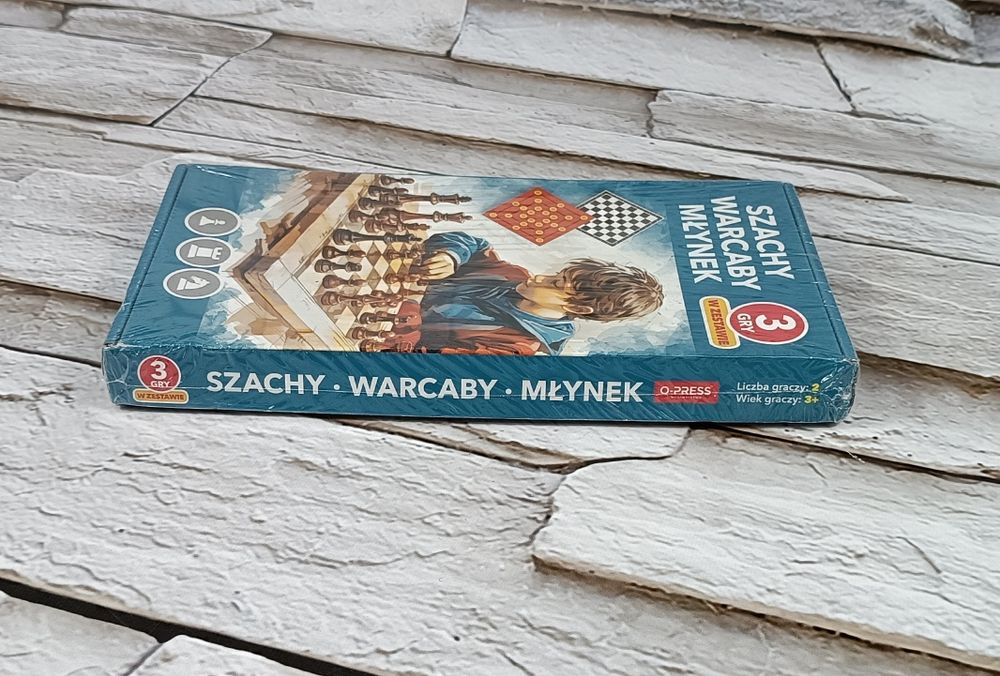 SZACHY
WARCABY
MŁYNEK
3
GRY
W ZESTAWIE
3
GRY
W ZESTAWIE
SZACHY · WARCABY · MŁYNEK
O-PRESS
Liczba graczy: 2
Wiek graczy: 3+